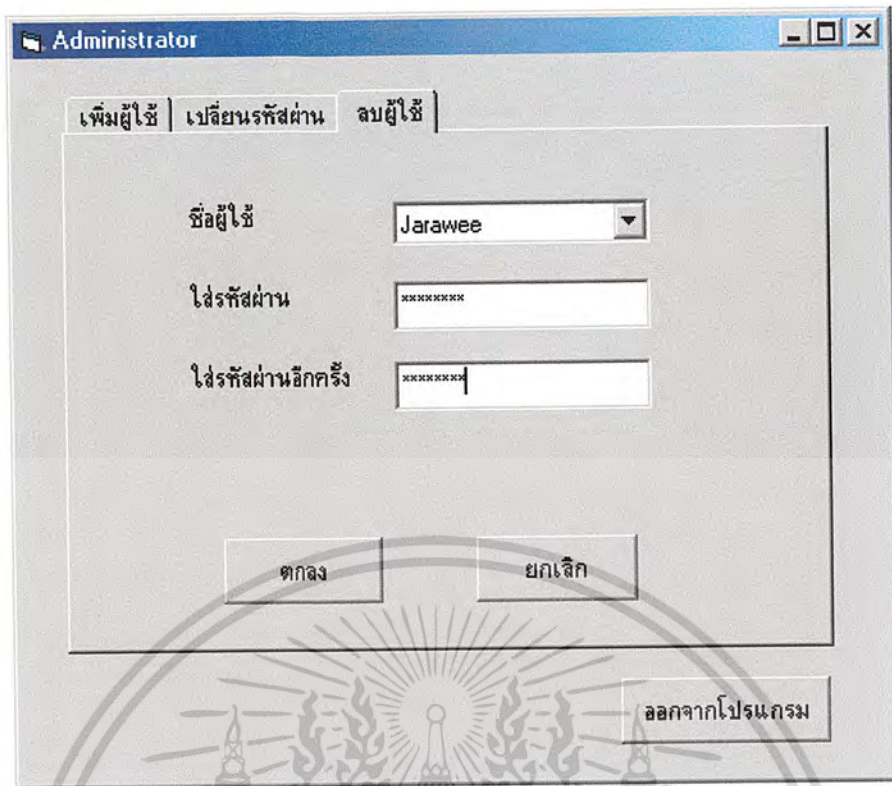 Administrator
เพิ่มผู้ใช้ เปลี่ยนรหัสผ่าน ลบผู้ใช้
ชื่อผู้ใช้ Jarawee
ใส่รหัสผ่าน ********
ใส่รหัสผ่านอีกครั้ง ********
ตกลง ยกเลิก
ออกจากโปรแกรม